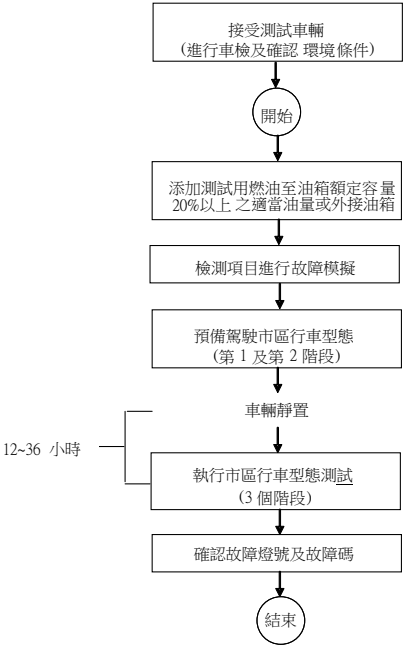 接受測試車輛
(進行車檢及確認 環境條件)
開始
添加測試用燃油至油箱額定容量
20%以上之適當油量或外接油箱
檢測項目進行故障模擬
預備駕駛市區行車型態
(第 1 及第 2 階段)
車輛靜置
12~36 小時
執行市區行車型態測試
(3 個階段)
確認故障燈號及故障碼
結束